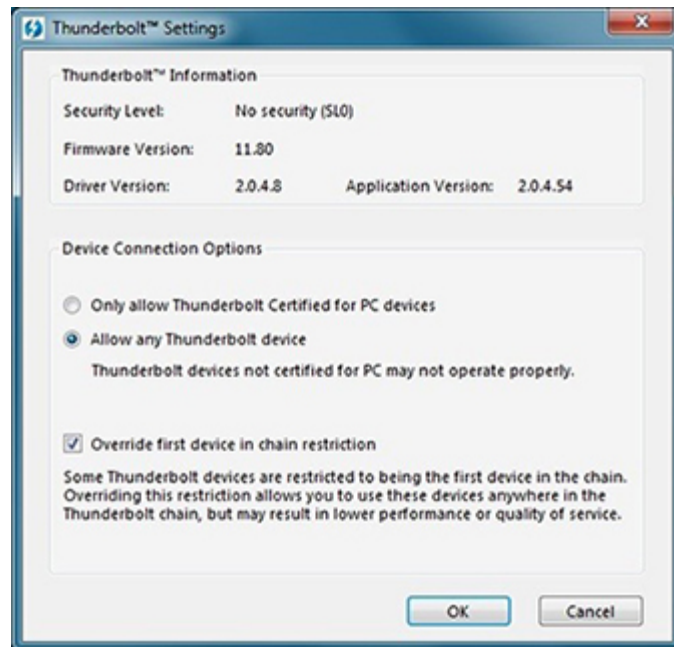 Thunderbolt™ Settings
Thunderbolt™ Information
Security Level: No security (SL0)
Firmware Version: 11.80
Driver Version: 2.0.4.8 Application Version: 2.0.4.54
Device Connection Options
Only allow Thunderbolt Certified for PC devices
Allow any Thunderbolt device
Thunderbolt devices not certified for PC may not operate properly.
Override first device in chain restriction
Some Thunderbolt devices are restricted to being the first device in the chain.
Overriding this restriction allows you to use these devices anywhere in the
Thunderbolt chain, but may result in lower performance or quality of service.
OK Cancel